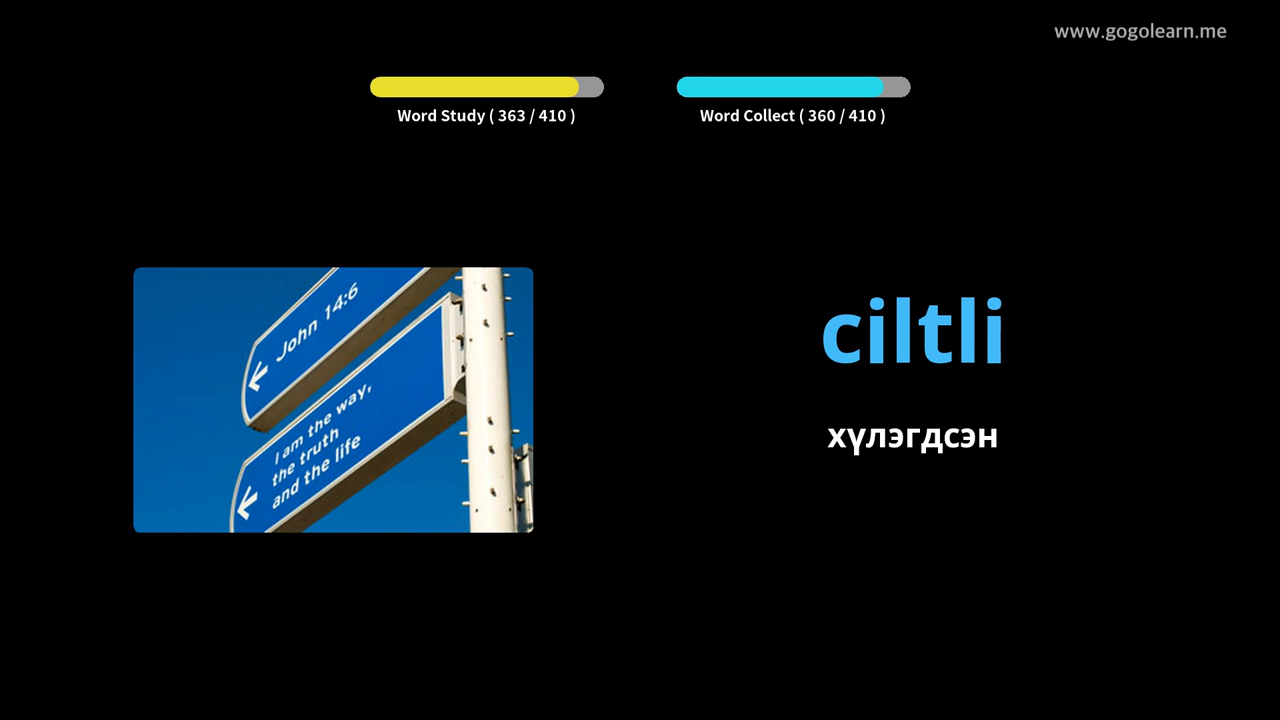 www.gogolearn.me
Word Study ( 363 / 410 )
Word Collect ( 360 / 410 )
John 14:6
I am the way,
the truth
and the life
ciltli
хүлэгдсэн